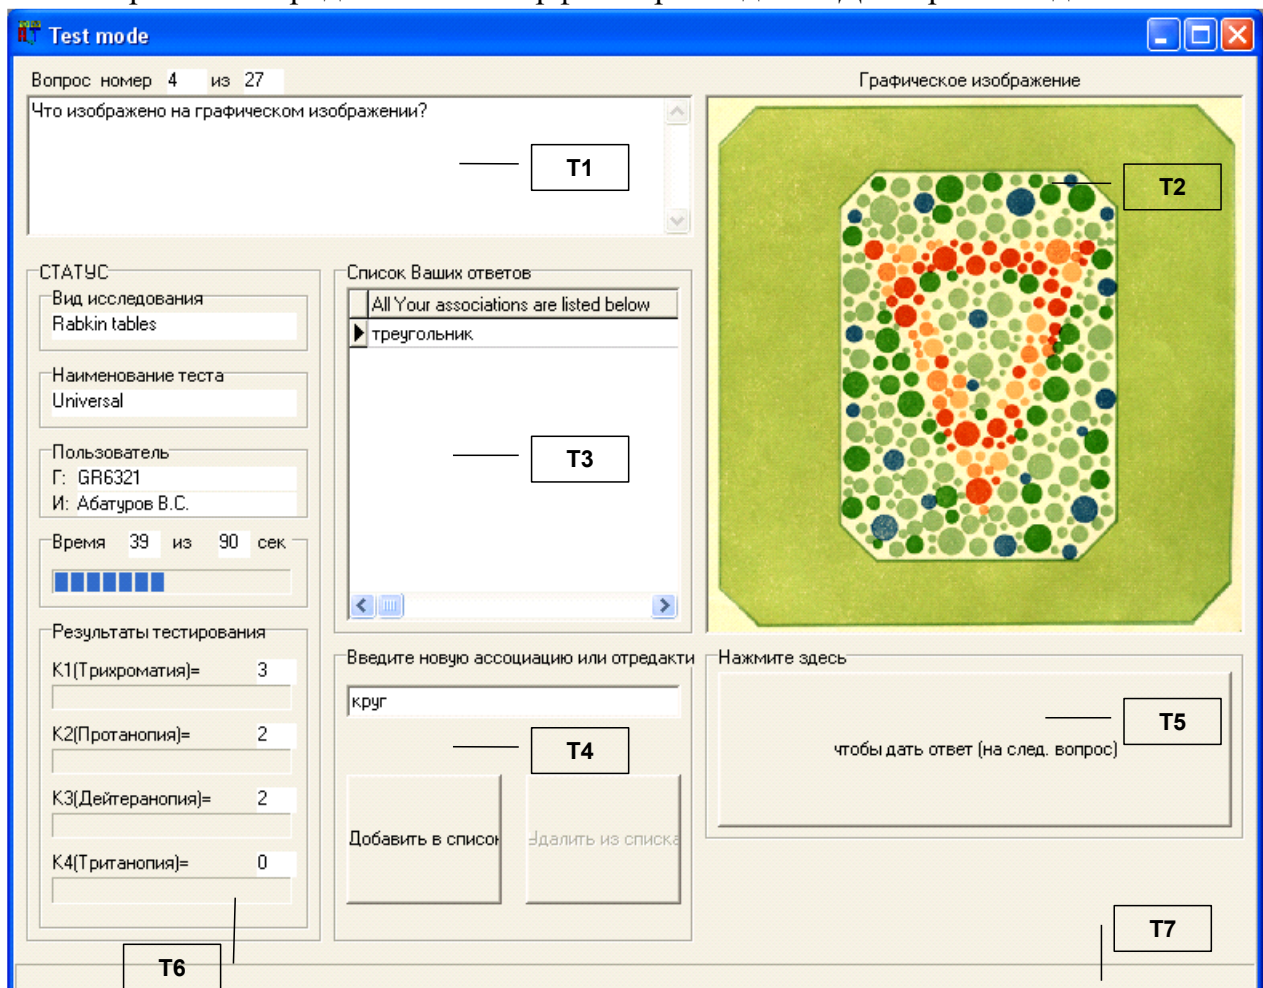 Test mode
Вопрос номер 4 из 27
Графическое изображение
Что изображено на графическом изображении?
T1
T2
СТАТУС
Вид исследования
Rabkin tables
Наименование теста
Universal
Пользователь
Г: GR6321
И: Абатуров В.С.
Время 39 из 90 сек
Результаты тестирования
К1(Трихроматия)= 3
К2(Протанопия)= 2
К3(Дейтеранопия)= 2
К4(Тританопия)= 0
T6
Список Ваших ответов
All Your associations are listed below
треугольник
T3
Введите новую ассоциацию или отредакти
круг
T4
Добавить в список
Удалить из списка
Нажмите здесь
T5
чтобы дать ответ (на след. вопрос)
T7